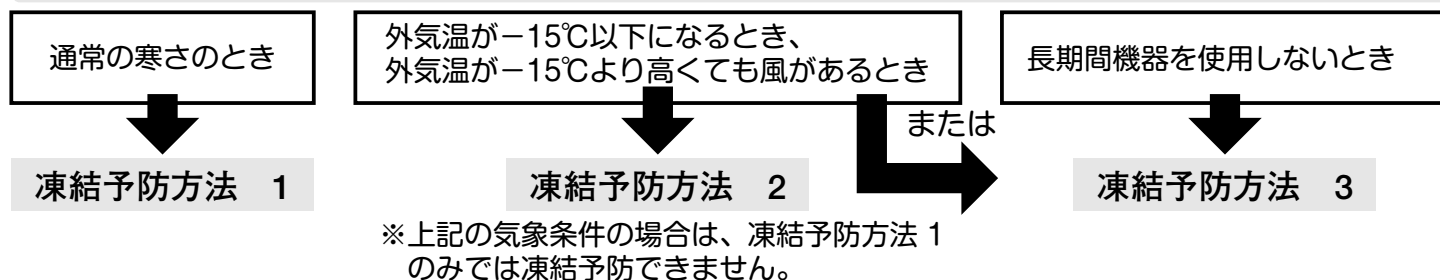 通常の寒さのとき
外気温が－15℃以下になるとき、
外気温が－15℃より高くても風があるとき
長期間機器を使用しないとき
または
凍結予防方法　1
凍結予防方法　2
凍結予防方法　3
※上記の気象条件の場合は、凍結予防方法 1
のみでは凍結予防できません。